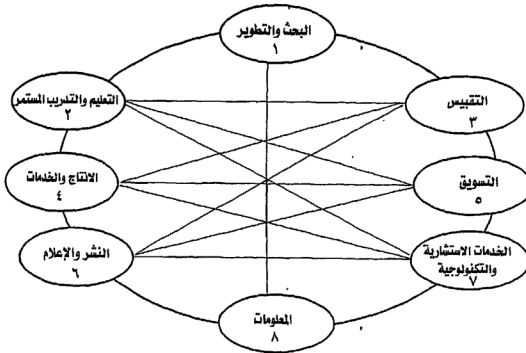 البحث والتطوير
١
التعليم والتدريب المستمر
٢
التقييس
٣
الانتاج والخدمات
٤
التسويق
٥
النشر والإعلام
٦
الخدمات الاستشارية
والتكنولوجية
٧
المعلومات
٨